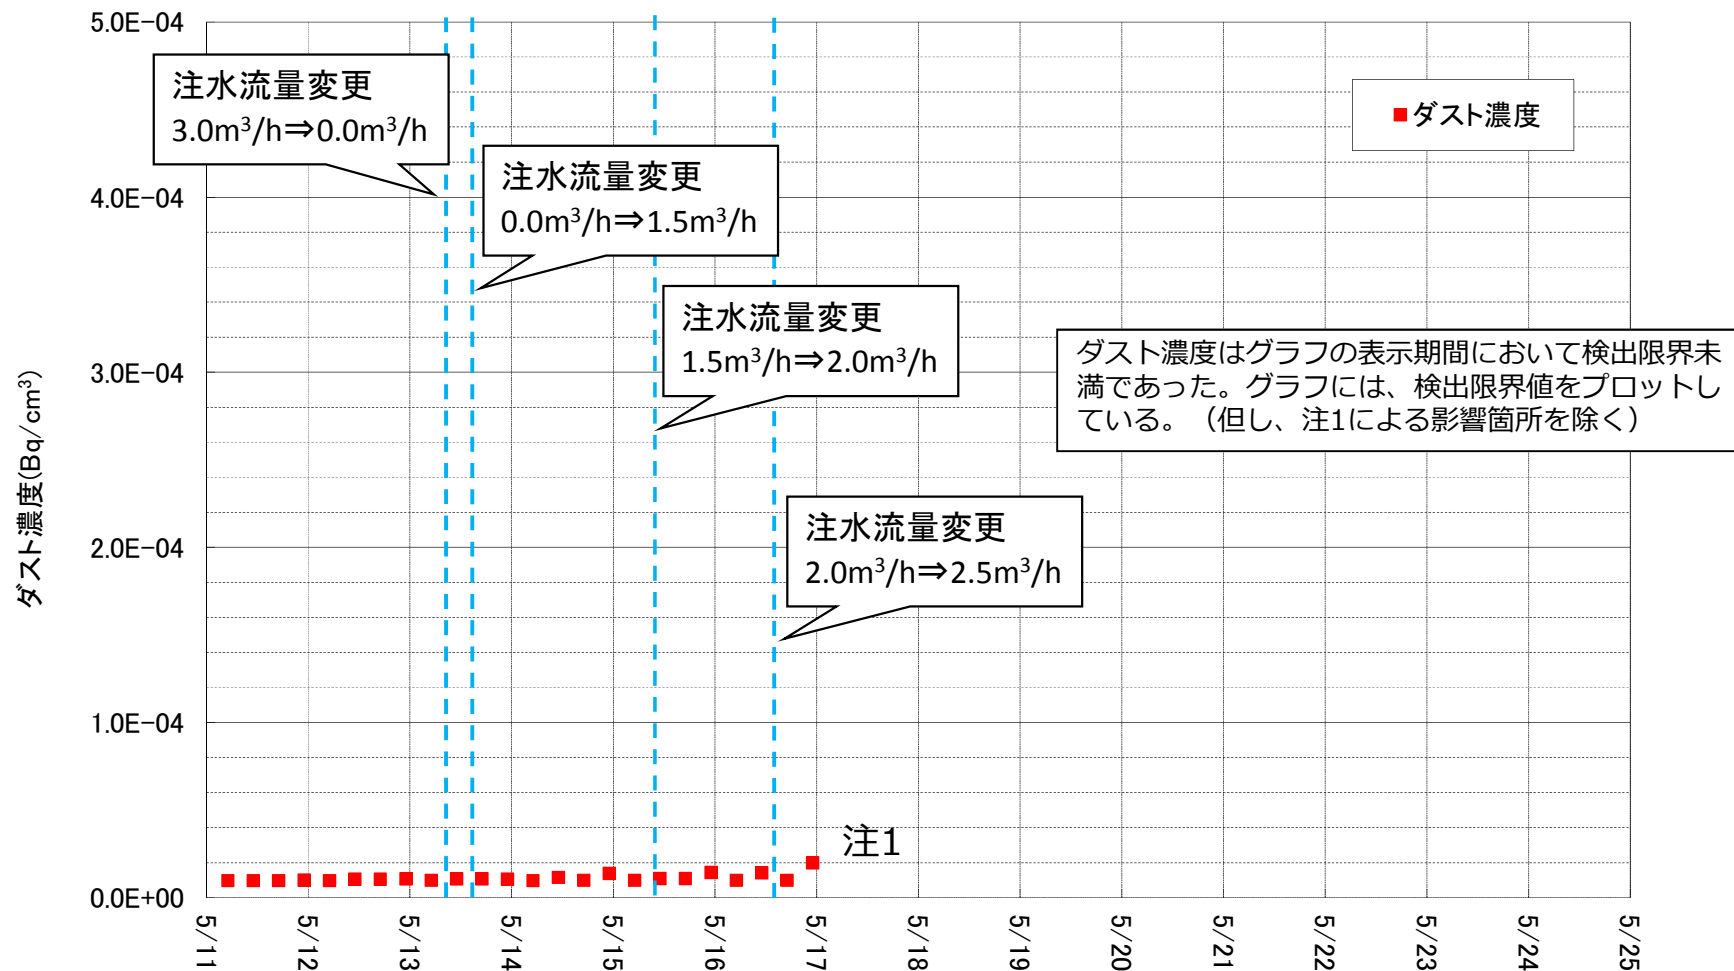 5.0E-04
4.0E-04
3.0E-04
2.0E-04
1.0E-04
0.0E+00
ダスト濃度(Bq/cm³)
注水流量変更
3.0m³/h⇒0.0m³/h
注水流量変更
0.0m³/h⇒1.5m³/h
注水流量変更
1.5m³/h⇒2.0m³/h
注水流量変更
2.0m³/h⇒2.5m³/h
ダスト濃度
ダスト濃度はグラフの表示期間において検出限界未
満であった。グラフには、検出限界値をプロットし
ている。（但し、注1による影響箇所を除く）
注1
5/11
5/12
5/13
5/14
5/15
5/16
5/17
5/18
5/19
5/20
5/21
5/22
5/23
5/24
5/25